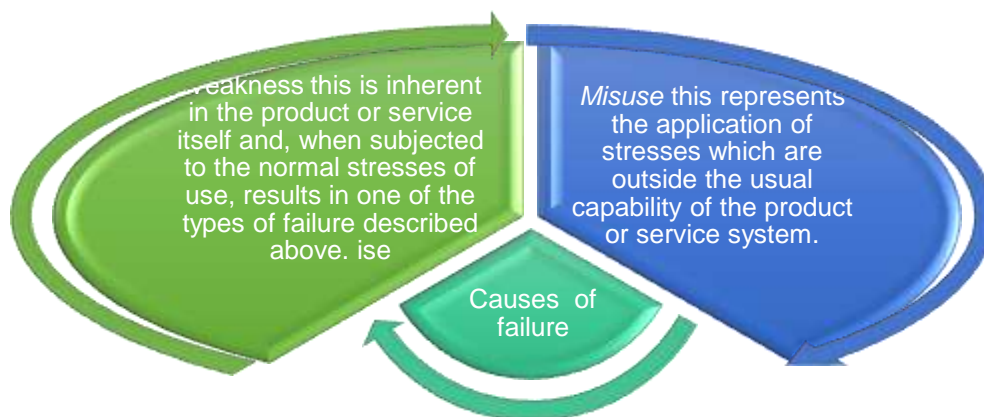 Weakness this is inherent
in the product or service
itself and, when subjected
to the normal stresses of
use, results in one of the
types of failure described
above. ise
Misuse this represents
the application of
stresses which are
outside the usual
capability of the product
or service system.
Causes of
failure